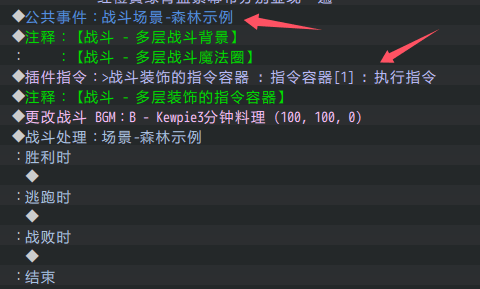 ◆公共事件：战斗场景-森林示例
◆注释：【战斗 - 多层战斗背景】
：　　：【战斗 - 多层战斗魔法圈】
◆插件指令：>战斗装饰的指令容器 : 指令容器[1] : 执行指令
◆注释：【战斗 - 多层装饰的指令容器】
◆更改战斗 BGM：B - Kewpie3分钟料理 (100, 100, 0)
◆战斗处理：场景-森林示例
：胜利时
◆
：逃跑时
◆
：战败时
◆
：结束